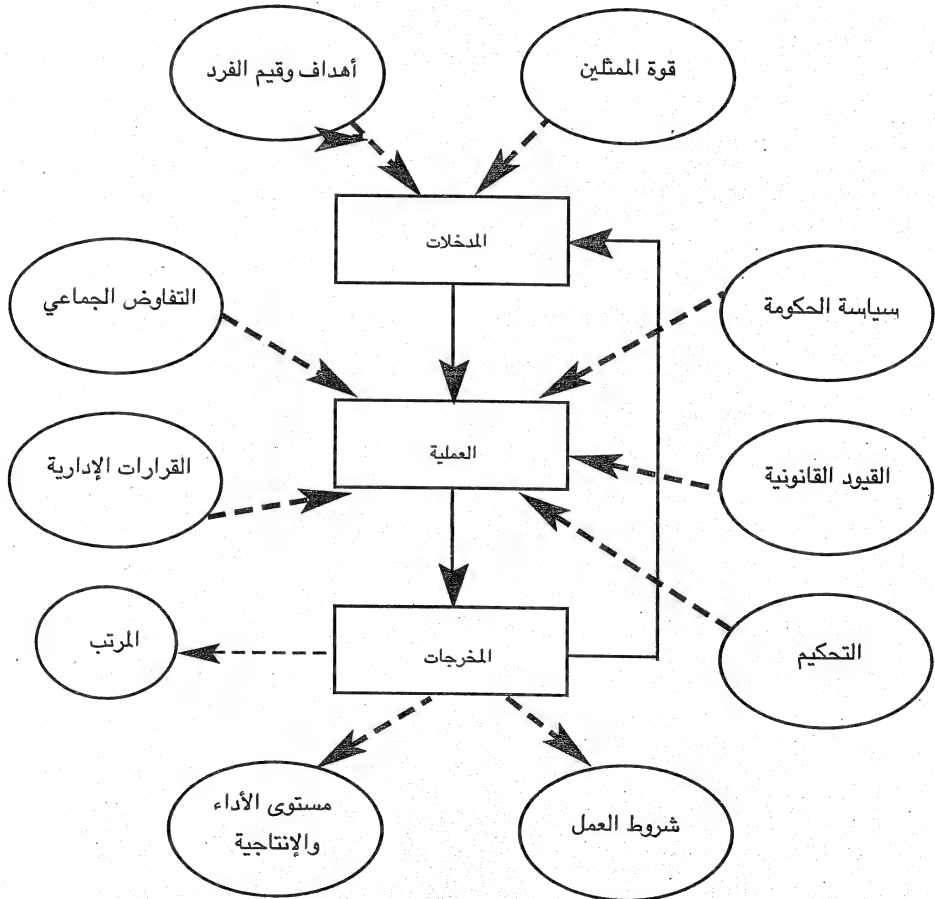 قوة الممثلين
أهداف وقيم الفرد
المدخلات
سياسة الحكومة
التفاوض الجماعي
العملية
القيود القانونية
القرارات الإدارية
التحكيم
المخرجات
المرتب
شروط العمل
مستوى الأداء
والإنتاجية